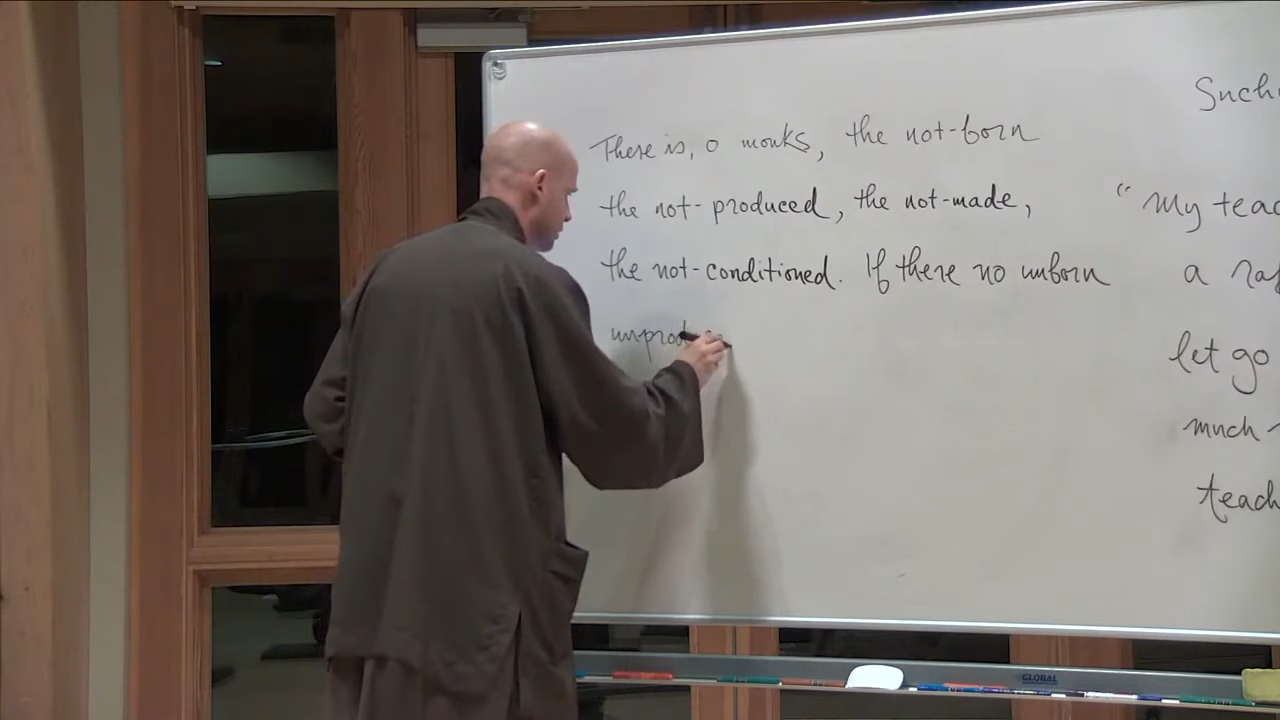 There is, o monks, the not-born
the not-produced, the not-made,
the not-conditioned. If there no unborn
unprod
Such
"My teac
a raf
let go
much
teach
GLOBAL